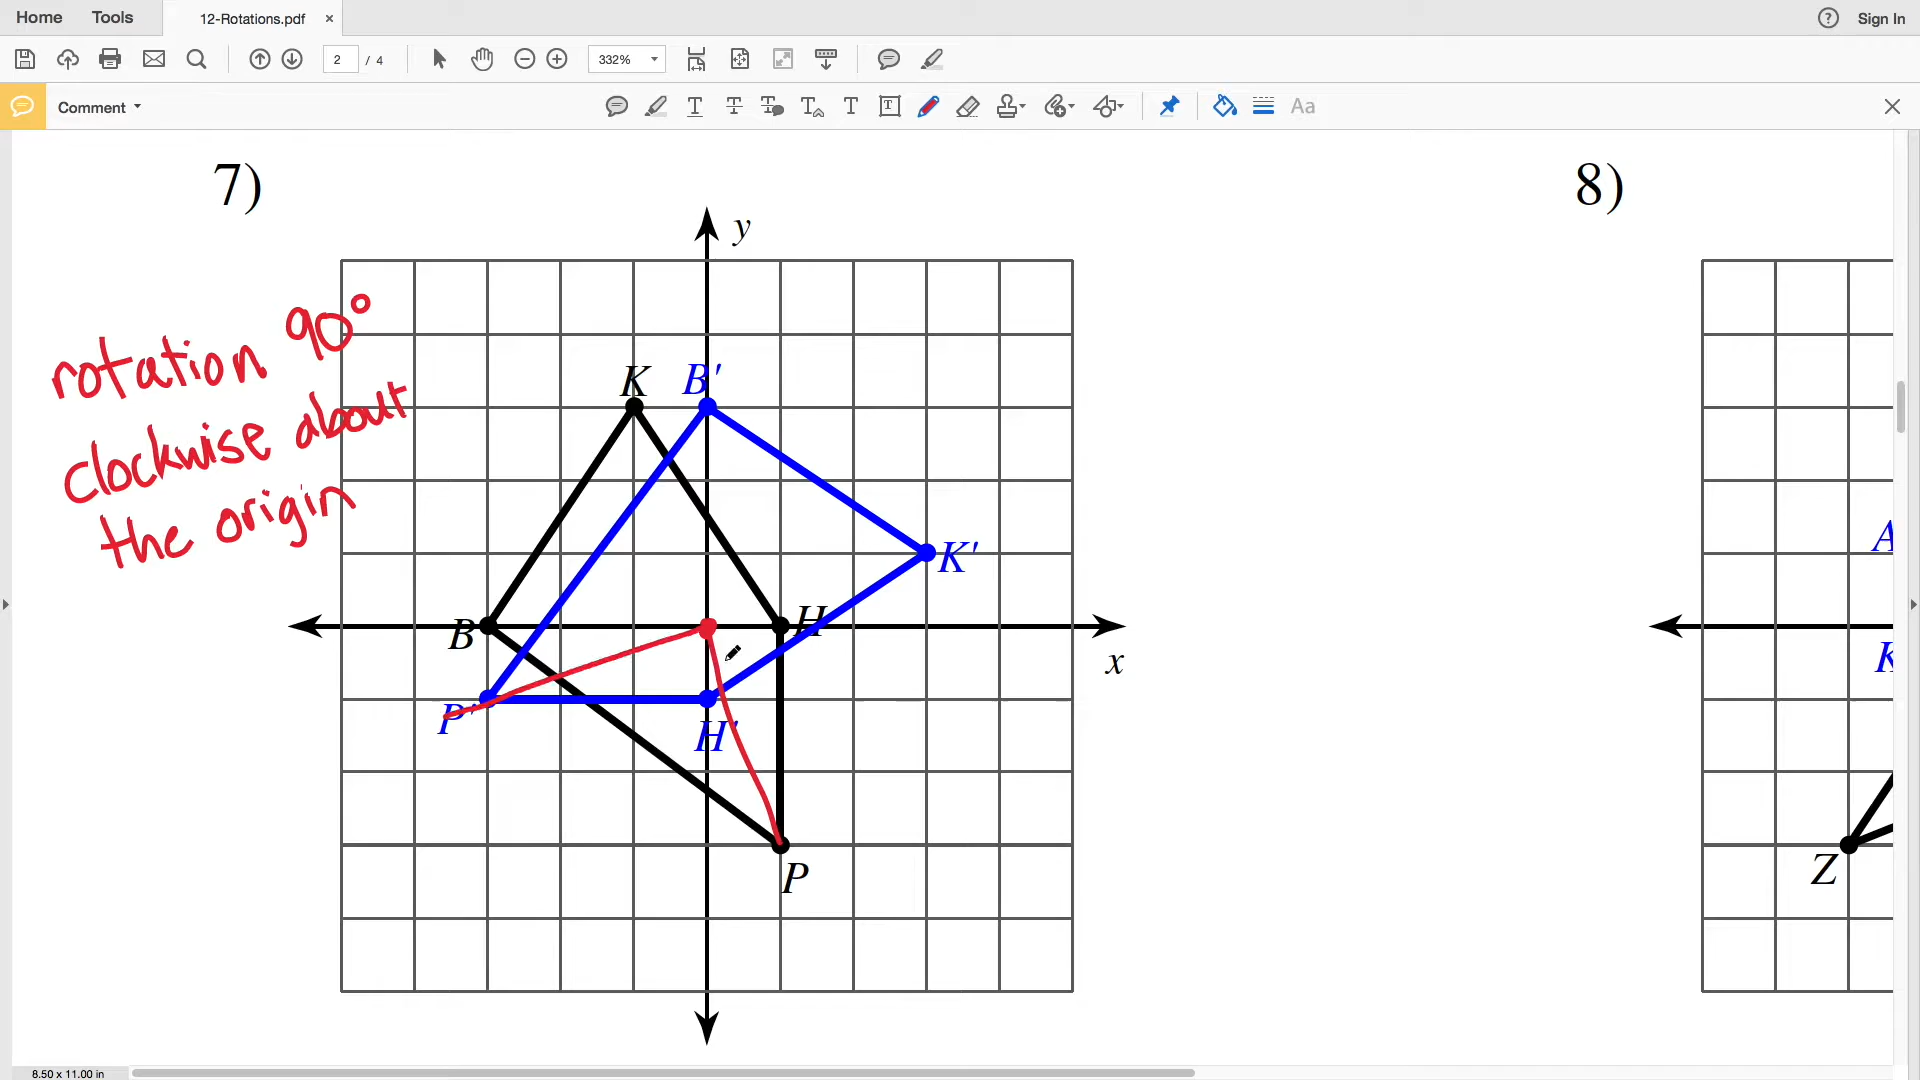 Home Tools 12-Rotations.pdf × ? Sign In
2 / 4 332%
Comment T T T T T T Aa
7) 8)
y
rotation 90°
clockwise about
the origin
K B'
K'
A
B H
x
K
P'
H'
Z
P
8.50 x 11.00 in